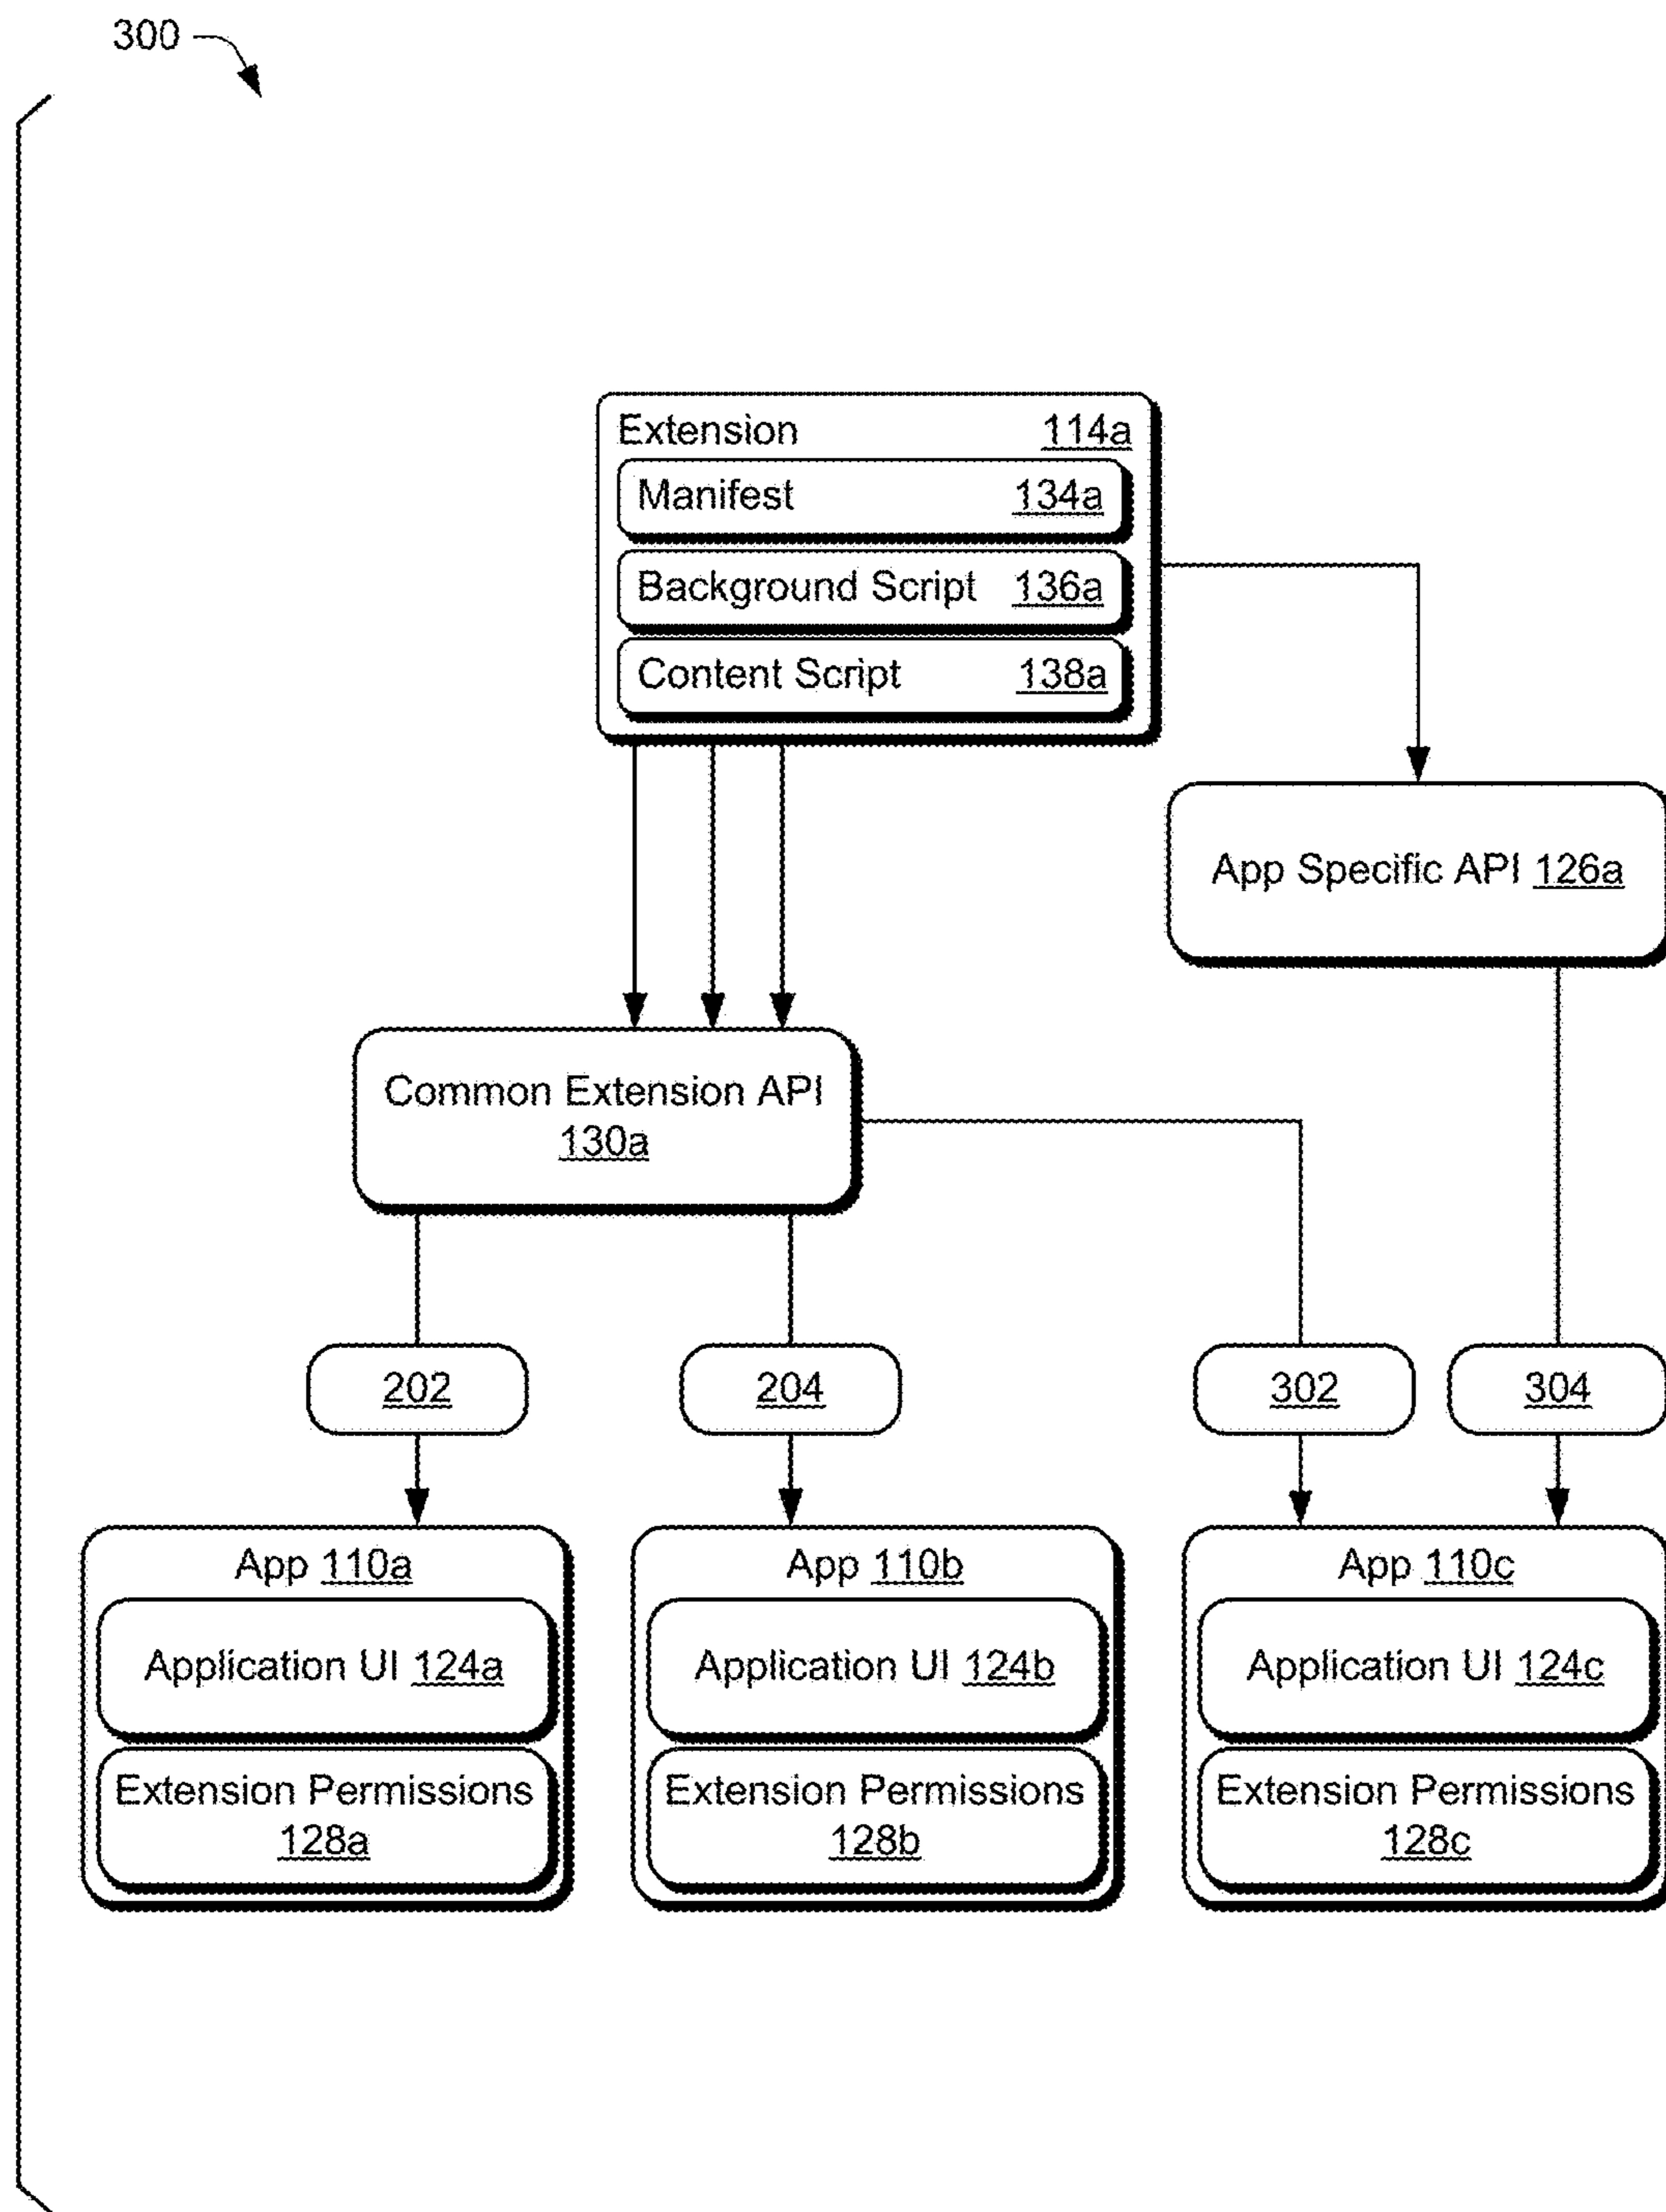 300
Extension 114a
Manifest 134a
Background Script 136a
Content Script 138a
App Specific API 126a
Common Extension API
130a
202
204
302
304
App 110a
Application UI 124a
Extension Permissions
128a
App 110b
Application UI 124b
Extension Permissions
128b
App 110c
Application UI 124c
Extension Permissions
128c